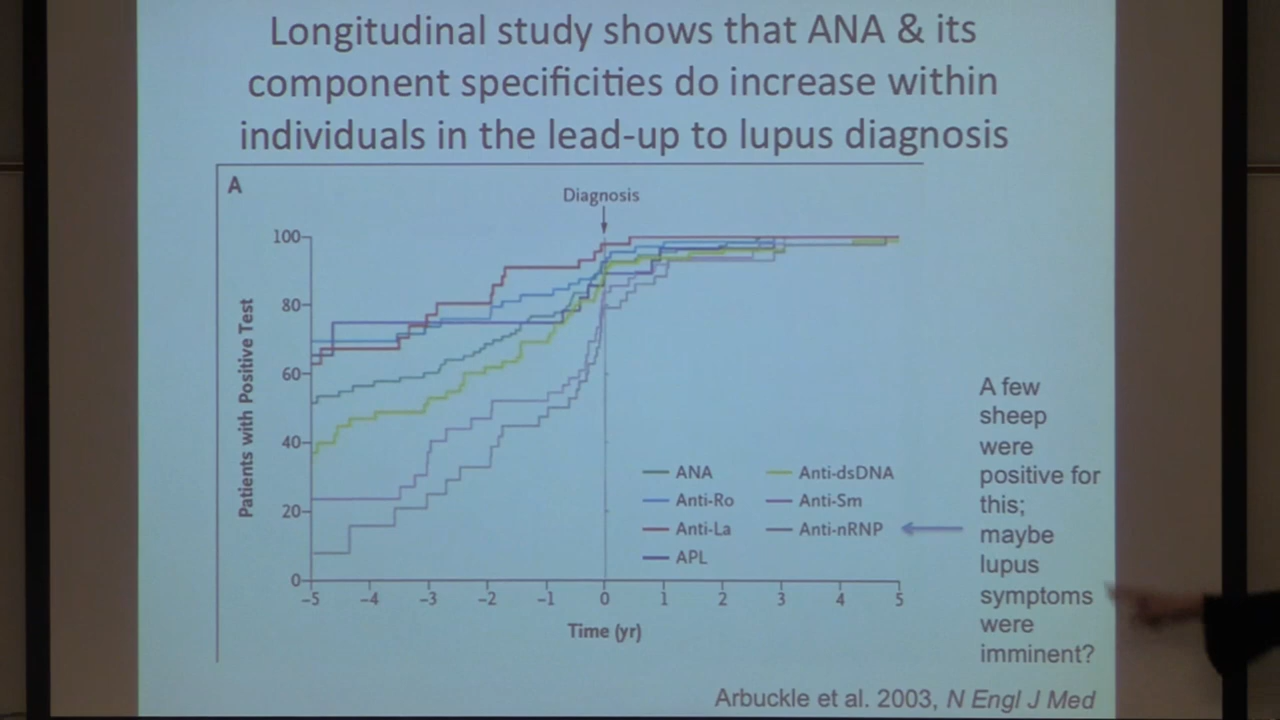 Longitudinal study shows that ANA & its
component specificities do increase within
individuals in the lead-up to lupus diagnosis
A
Diagnosis
100
80
60
40
20
0
Patients with Positive Test
–5 –4 –3 –2 –1 0 1 2 3 4 5
Time (yr)
ANA
Anti-Ro
Anti-La
APL
Anti-dsDNA
Anti-Sm
Anti-nRNP
A few
sheep
were
positive for
this;
maybe
lupus
symptoms
were
imminent?
Arbuckle et al. 2003, N Engl J Med